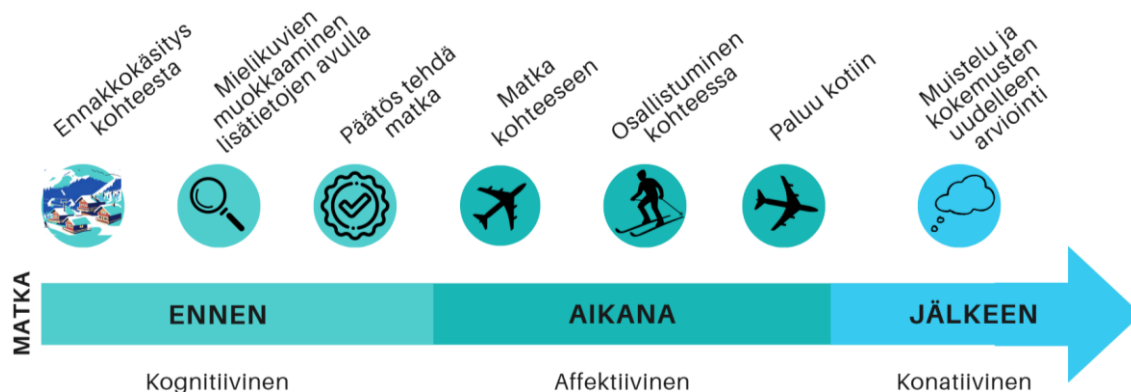 Ennakkokäsitys
kohteesta
Mielikuvien
muokkaaminen
lisätietojen avulla
Päätös tehdä
matka
Matka
kohteeseen
Osallistuminen
kohteessa
Paluu kotiin
Muistelu ja
kokemusten
uudelleen
arviointi
MATKA
ENNEN
AIKANA
JÄLKEEN
Kognitiivinen
Affektiivinen
Konatiivinen